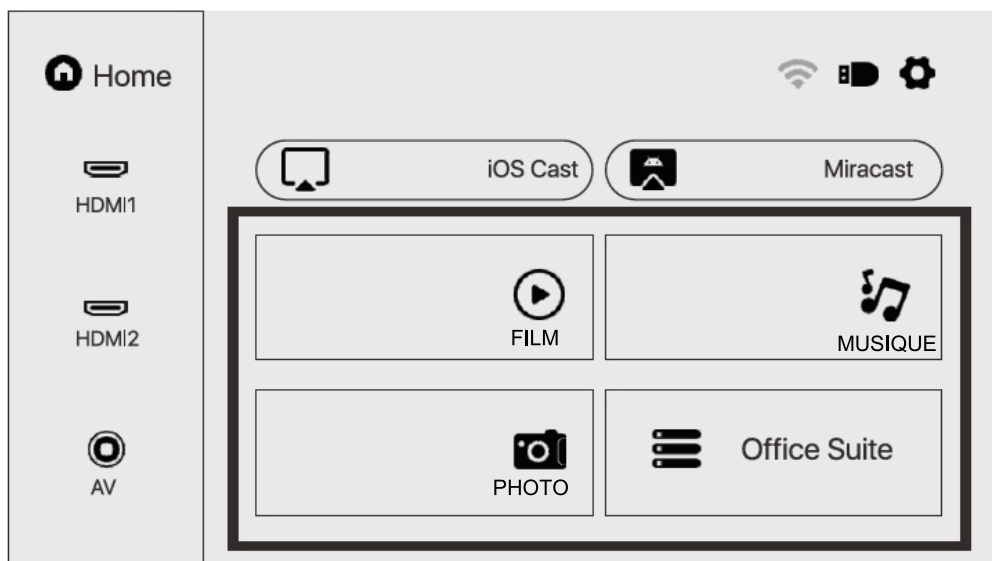 Home
HDMI1
HDMI2
AV
iOS Cast
Miracast
FILM
MUSIQUE
PHOTO
Office Suite